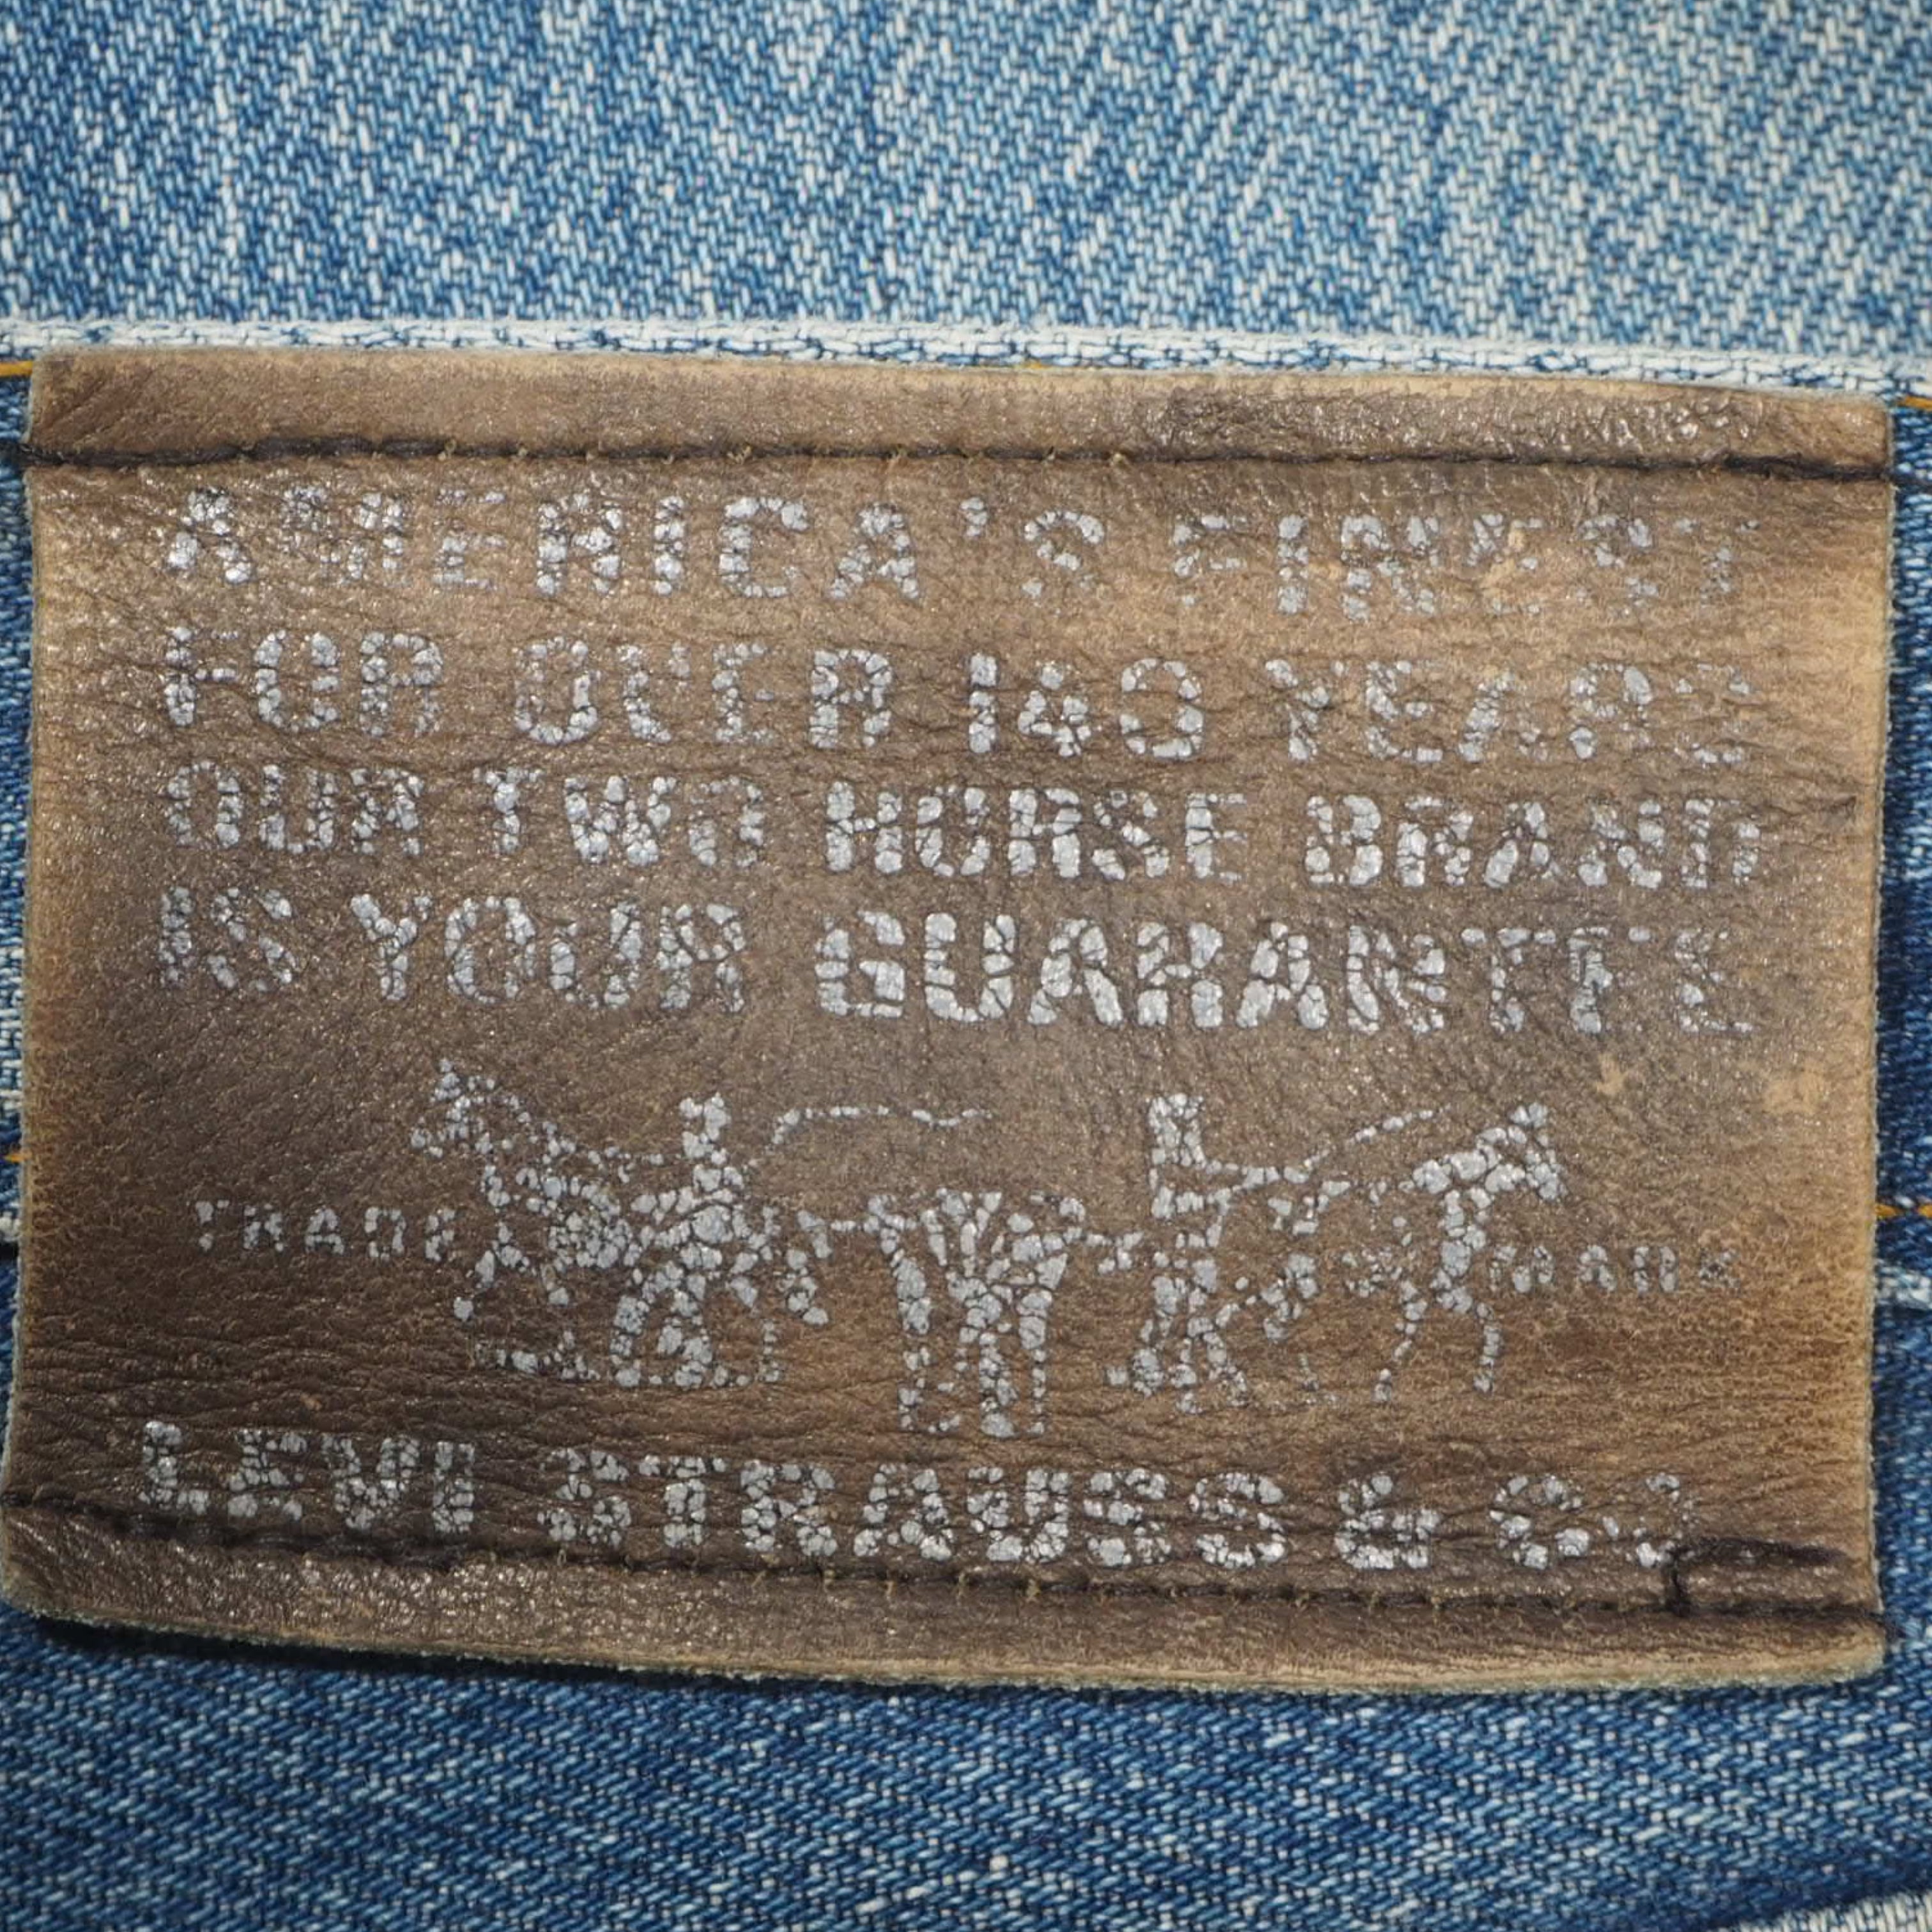 AMERICA'S FINEST
FOR OVER 140 YEARS
OUR TWO HORSE BRAND
IS YOUR GUARANTEE
TRADE MARK
LEVI STRAUSS & CO